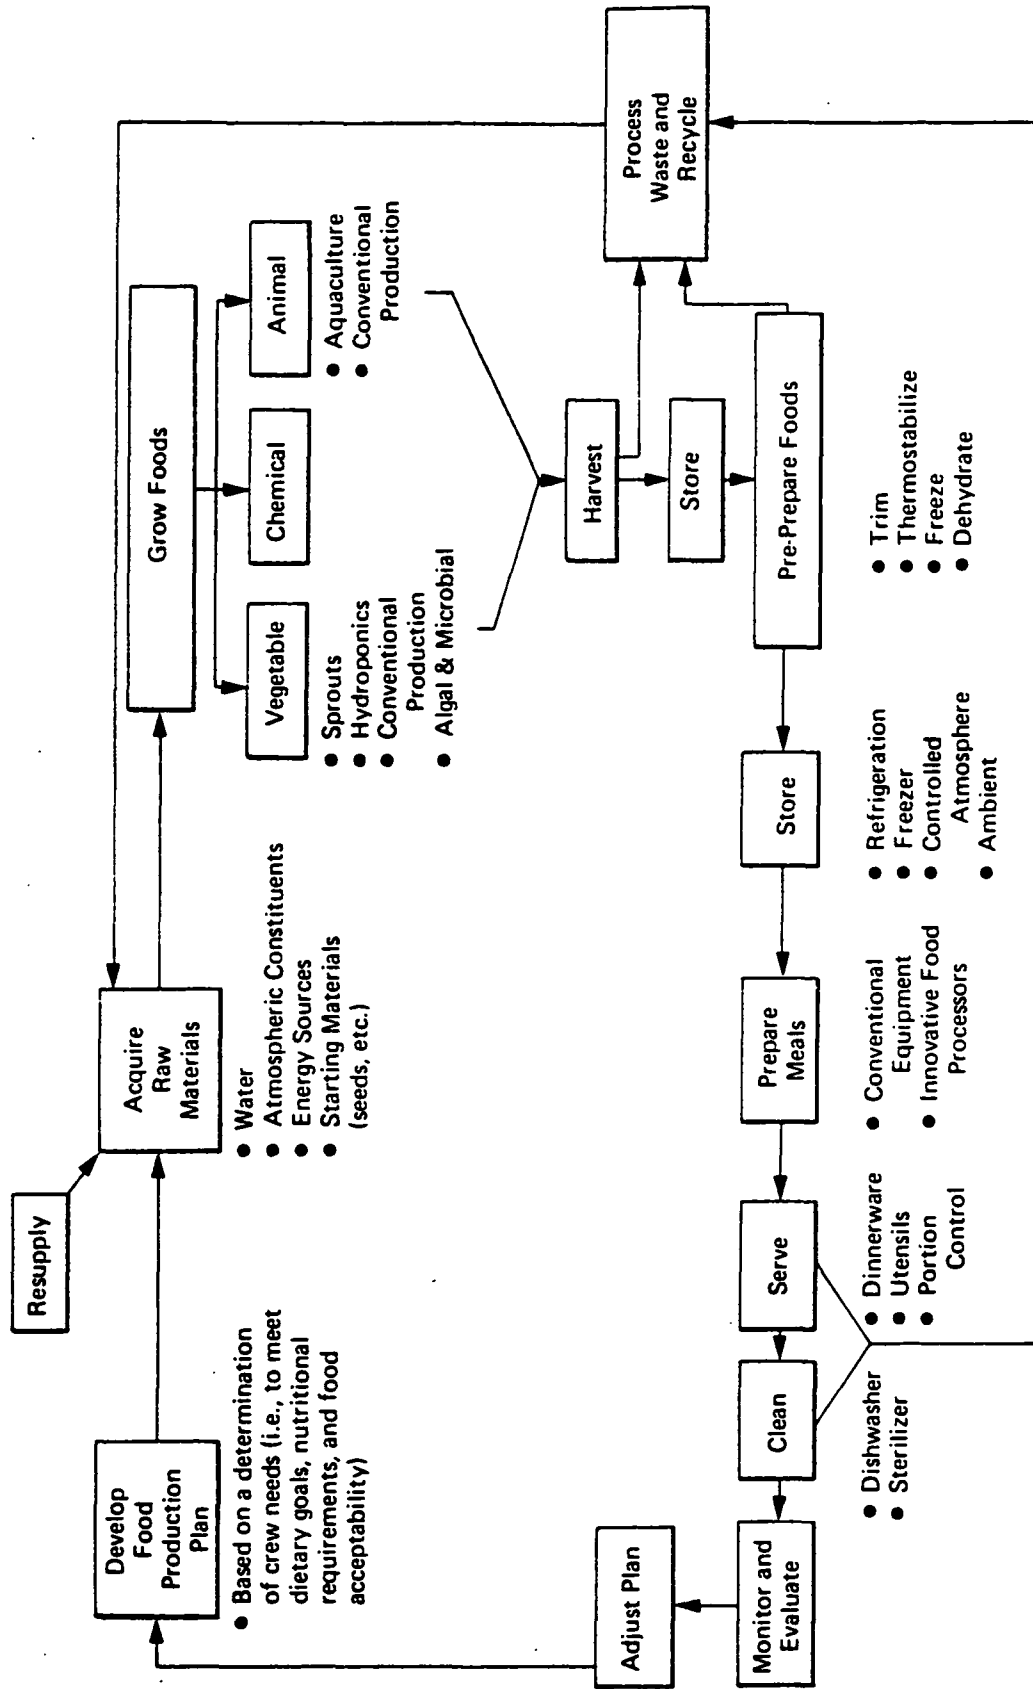 Resupply
Develop
Food
Production
Plan
● Based on a determination
of crew needs (i.e., to meet
dietary goals, nutritional
requirements, and food
acceptability)
Acquire
Raw
Materials
● Water
● Atmospheric Constituents
● Energy Sources
● Starting Materials
(seeds, etc.)
Grow Foods
Vegetable
● Sprouts
● Hydroponics
● Conventional
Production
● Algal & Microbial
Chemical
Animal
● Aquaculture
● Conventional
Production
Harvest
Store
Process
Waste and
Recycle
Pre-Prepare Foods
● Trim
● Thermostabilize
● Freeze
● Dehydrate
Store
● Refrigeration
● Freezer
● Controlled
Atmosphere
● Ambient
Prepare
Meals
● Conventional
Equipment
● Innovative Food
Processors
Serve
● Dinnerware
● Utensils
● Portion
Control
Clean
● Dishwasher
● Sterilizer
Monitor and
Evaluate
Adjust Plan